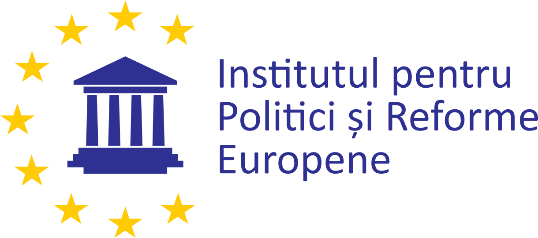 Institutul pentru
Politici și Reforme
Europene